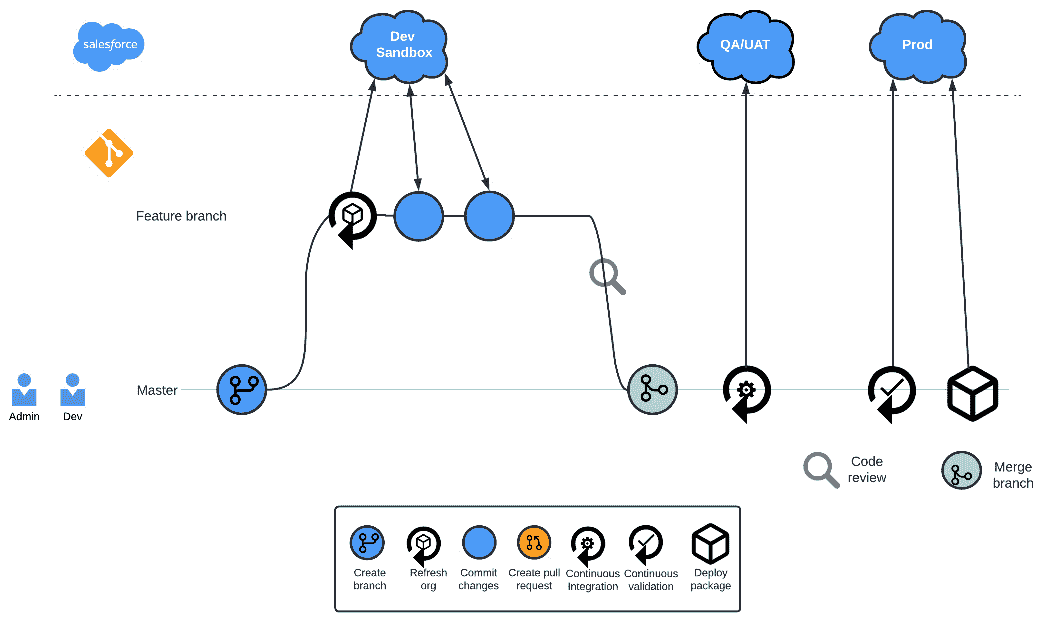 salesforce
Dev
Sandbox
QA/UAT
Prod
Feature branch
Master
Admin
Dev
Code
review
Merge
branch
Create
branch
Refresh
org
Commit
changes
Create pull
request
Continuous
Integration
Continuous
validation
Deploy
package